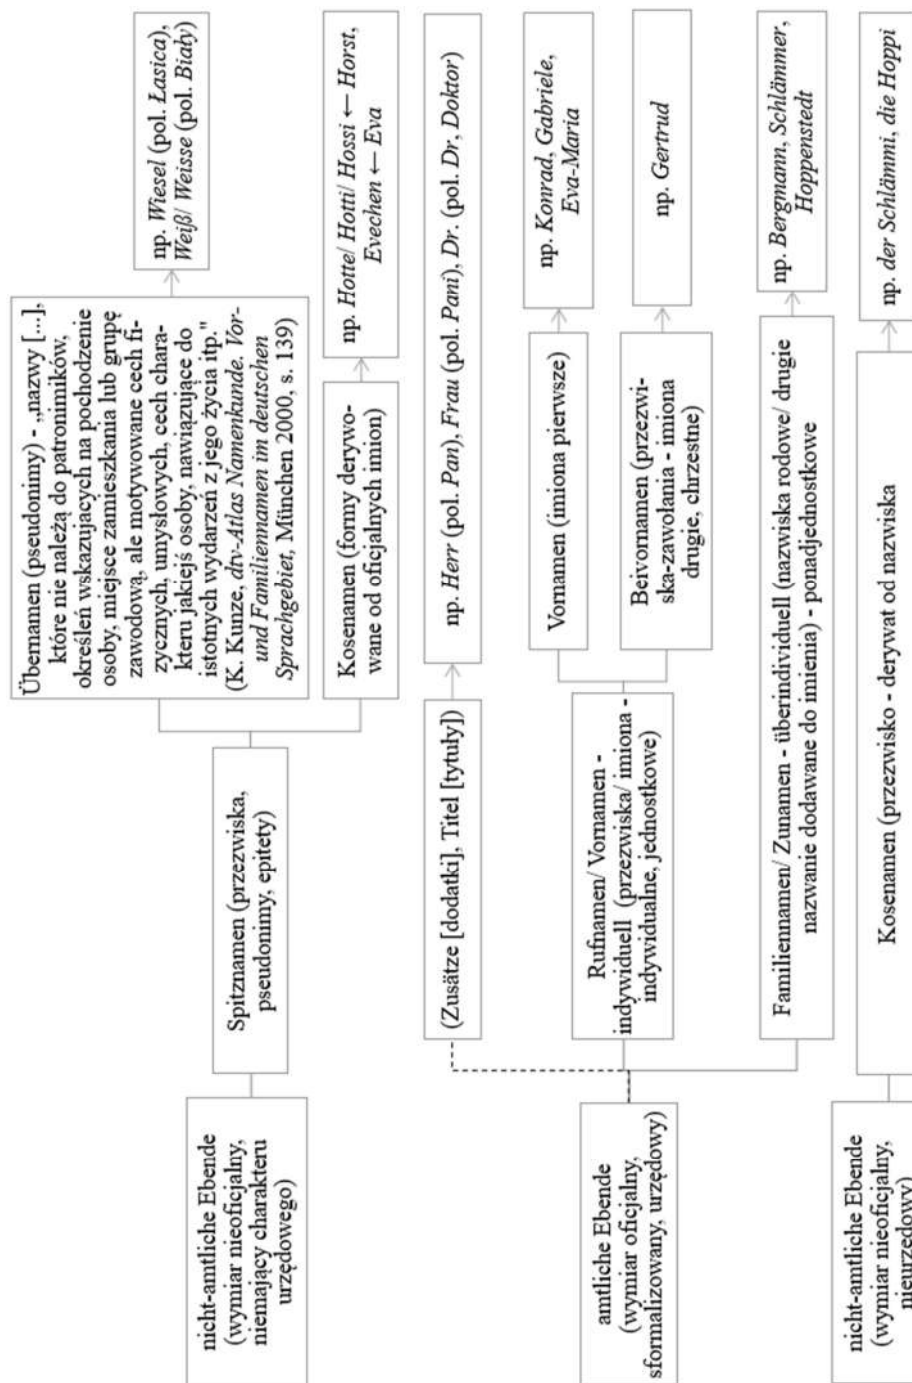 nicht-amtliche Ebende
(wymiar nieoficjalny,
niemający charakteru
urzędowego)
Spitznamen (przezwiska,
pseudonimy, epitety)
Übernamen (pseudonimy) - „nazwy [...],
które nie należą do patronimików,
określeń wskazujących na pochodzenie
osoby, miejsce zamieszkania lub grupę
zawodową, ale motywowane cech fi-
zycznych, umysłowych, cech chara-
kteru jakiejś osoby, nawiązujące do
istotnych wydarzeń z jego życia itp."
(K. Kunze, dtv-Atlas Namenkunde. Vor-
und Familiennamen im deutschen
Sprachgebiet, München 2000, s. 139)
np. Wiesel (pol. Łasica),
Weiß/ Weisse (pol. Biały)
Kosenamen (formy derywo-
wane od oficjalnych imion)
np. Hotte/ Hotti/ Hossi ← Horst,
Evechen ← Eva
amtliche Ebende
(wymiar oficjalny,
sformalizowany, urzędowy)
(Zusätze [dodatki], Titel [tytuły])
np. Herr (pol. Pan), Frau (pol. Pani), Dr. (pol. Dr, Doktor)
Rufnamen/ Vornamen -
indywiduell (przezwiska/ imiona -
indywidualne, jednostkowe)
Vornamen (imiona pierwsze)
np. Konrad, Gabriele,
Eva-Maria
Beivornamen (przezwi-
ska-zawołania - imiona
drugie, chrzestne)
np. Gertrud
Familiennamen/ Zunamen - überindividuell (nazwiska rodowe/ drugie
nazwanie dodawane do imienia) - ponadjednostkowe
np. Bergmann, Schlämmer,
Hoppenstedt
nicht-amtliche Ebende
(wymiar nieoficjalny,
nieurzędowy)
Kosenamen (przezwisko - derywat od nazwiska
np. der Schlämmi, die Hoppi